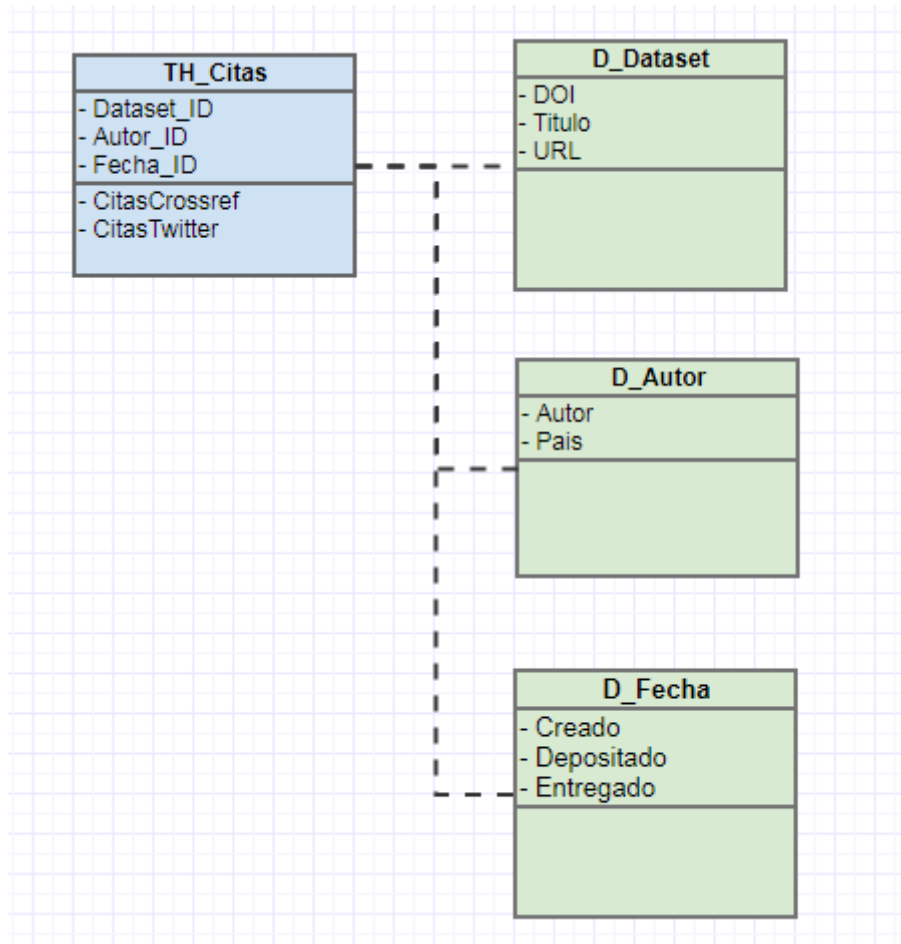 TH_Citas
- Dataset_ID
- Autor_ID
- Fecha_ID
- CitasCrossref
- CitasTwitter
D_Dataset
- DOI
- Titulo
- URL
D_Autor
- Autor
- Pais
D_Fecha
- Creado
- Depositado
- Entregado